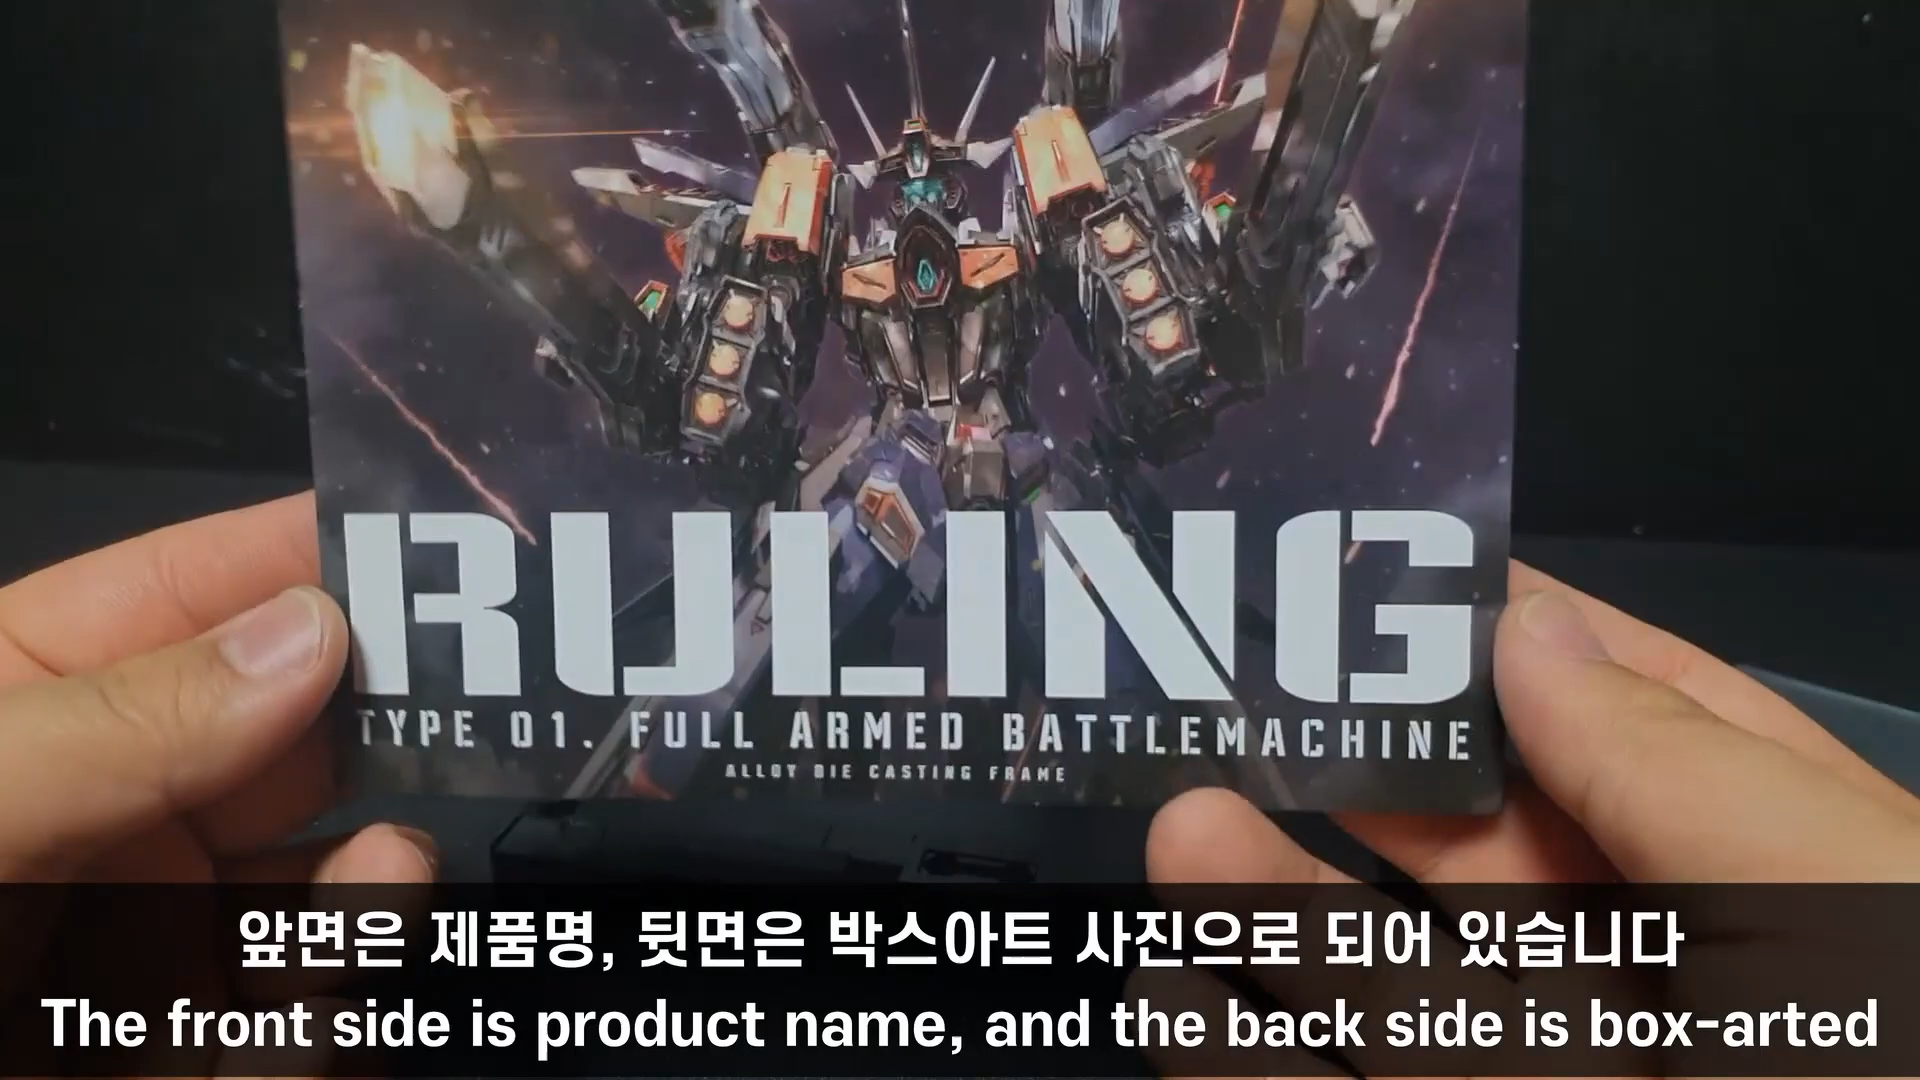 RULING
TYPE 01. FULL ARMED BATTLEMACHINE
ALLOY DIE CASTING FRAME
앞면은 제품명, 뒷면은 박스아트 사진으로 되어 있습니다
The front side is product name, and the back side is box-arted